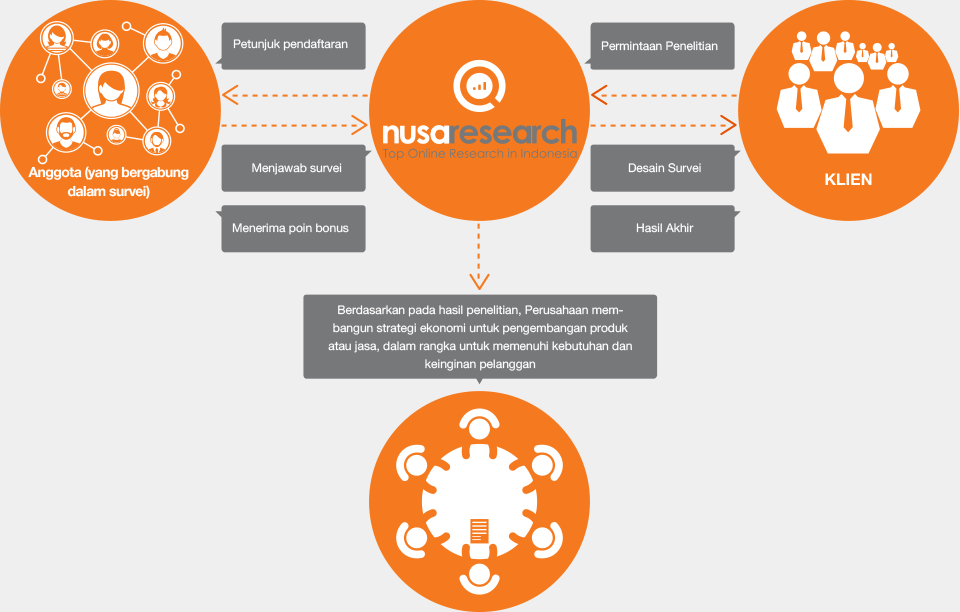 Petunjuk pendaftaran
Permintaan Penelitian
nusaresearch
Top Online Research in Indonesia
Anggota (yang bergabung
dalam survei)
Menjawab survei
Desain Survei
KLIEN
Menerima poin bonus
Hasil Akhir
Berdasarkan pada hasil penelitian, Perusahaan mem-
bangun strategi ekonomi untuk pengembangan produk
atau jasa, dalam rangka untuk memenuhi kebutuhan dan
keinginan pelanggan